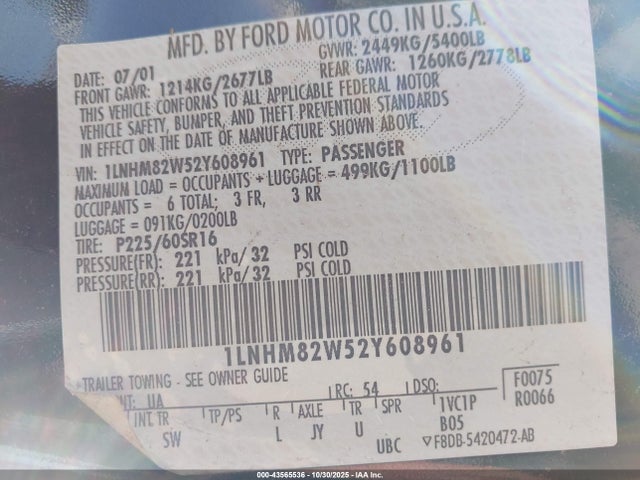 MFD. BY FORD MOTOR CO. IN U.S.A.
DATE: 07/01 GVWR: 2449KG/5400LB
FRONT GAWR: 1214KG/2677LB REAR GAWR: 1260KG/2778LB
THIS VEHICLE CONFORMS TO ALL APPLICABLE FEDERAL MOTOR
VEHICLE SAFETY, BUMPER, AND THEFT PREVENTION STANDARDS
IN EFFECT ON THE DATE OF MANUFACTURE SHOWN ABOVE.
VIN: 1LNHM82W52Y608961 TYPE: PASSENGER
MAXIMUM LOAD = OCCUPANTS + LUGGAGE = 499KG/1100LB
OCCUPANTS = 6 TOTAL; 3 FR, 3 RR
LUGGAGE = 091KG/0200LB
TIRE: P225/60SR16
PRESSURE(FR): 221 kPa/ 32 PSI COLD
PRESSURE(RR): 221 kPa/ 32 PSI COLD
1LNHM82W52Y608961
TRAILER TOWING - SEE OWNER GUIDE
NT: UA RC: 54 DSO: F0075
R0066
INT TR TP/PS R AXLE TR SPR 1VC1P
B05
SW L JY U UBC ▽F8DB-5420472-AB
000-43565536 - 10/30/2025 - IAA Inc.